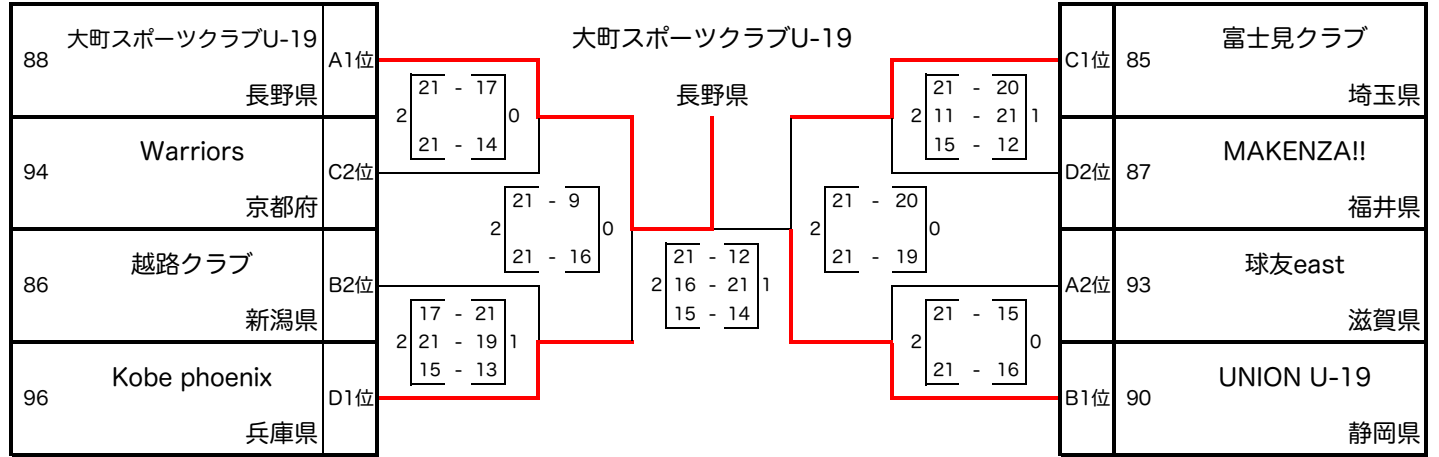 大町スポーツクラブU-19
88
A1位
長野県
Warriors
94
C2位
京都府
越路クラブ
86
B2位
新潟県
Kobe phoenix
96
D1位
兵庫県
21 - 17
2 0
21 - 14
17 - 21
2 21 - 19 1
15 - 13
21 - 9
2 0
21 - 16
大町スポーツクラブU-19
長野県
21 - 12
2 16 - 21 1
15 - 14
21 - 20
2 0
21 - 19
21 - 20
2 11 - 21 1
15 - 12
21 - 15
2 0
21 - 16
富士見クラブ
C1位 85
埼玉県
MAKENZA!!
D2位 87
福井県
球友east
A2位 93
滋賀県
UNION U-19
B1位 90
静岡県